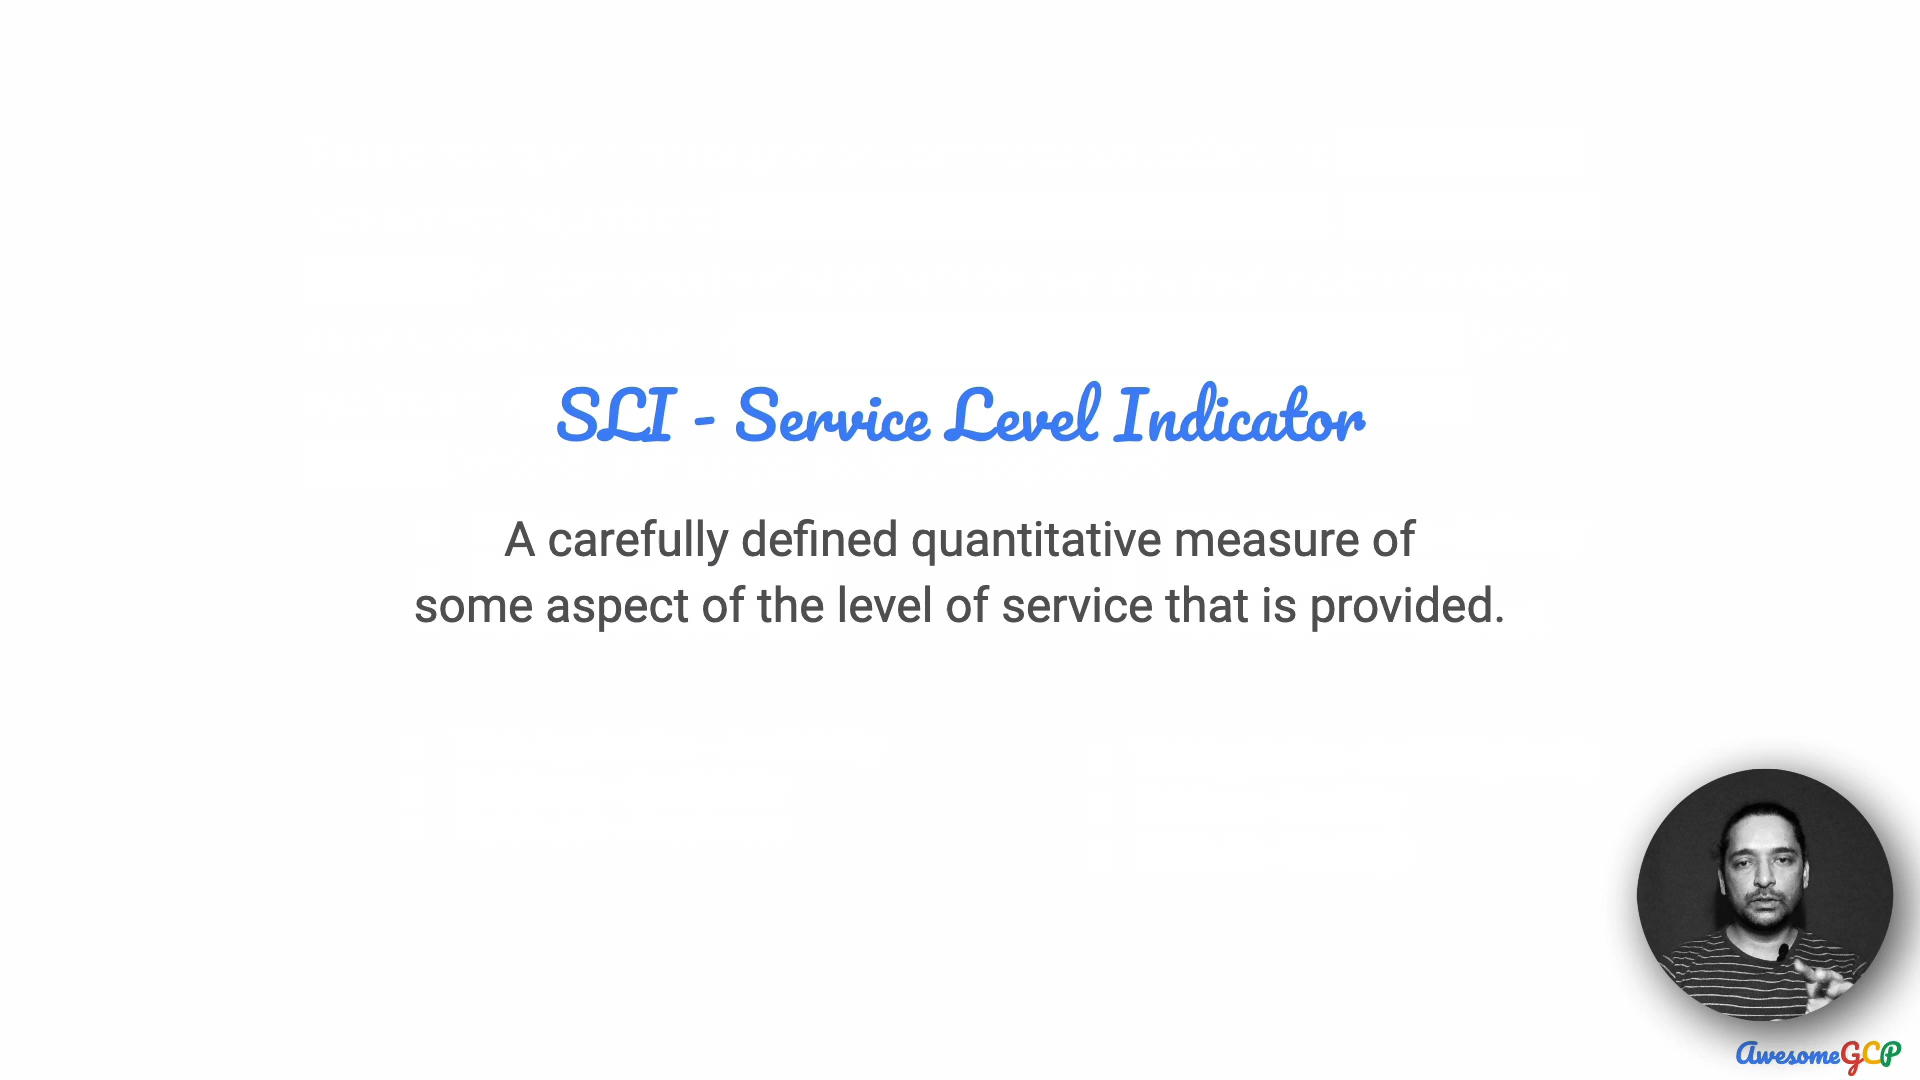 SLI - Service Level Indicator
A carefully defined quantitative measure of
some aspect of the level of service that is provided.
AwesomeGCP